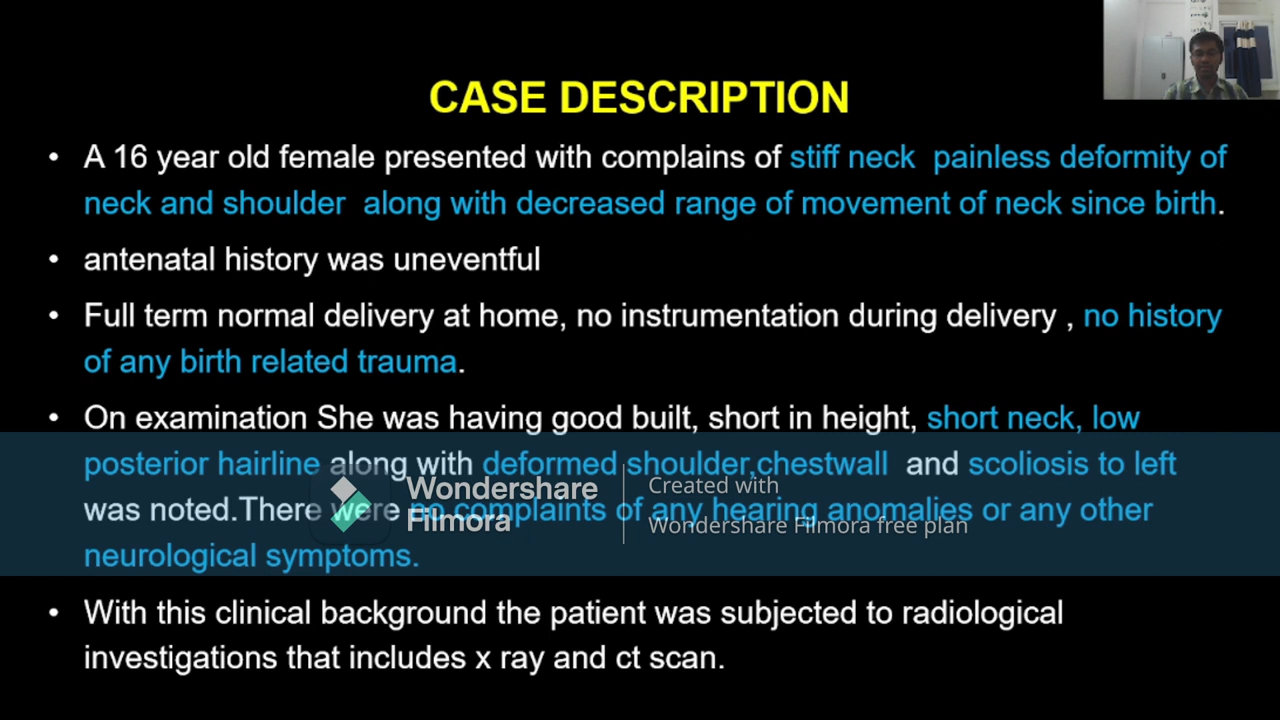 CASE DESCRIPTION
• A 16 year old female presented with complains of stiff neck painless deformity of
neck and shoulder along with decreased range of movement of neck since birth.
• antenatal history was uneventful
• Full term normal delivery at home, no instrumentation during delivery , no history
of any birth related trauma.
• On examination She was having good built, short in height, short neck, low
posterior hairline along with deformed shoulder,chestwall and scoliosis to left
was noted.There were no complaints of any hearing anomalies or any other
neurological symptoms.
Wondershare
Filmora
Created with
Wondershare Filmora free plan
• With this clinical background the patient was subjected to radiological
investigations that includes x ray and ct scan.